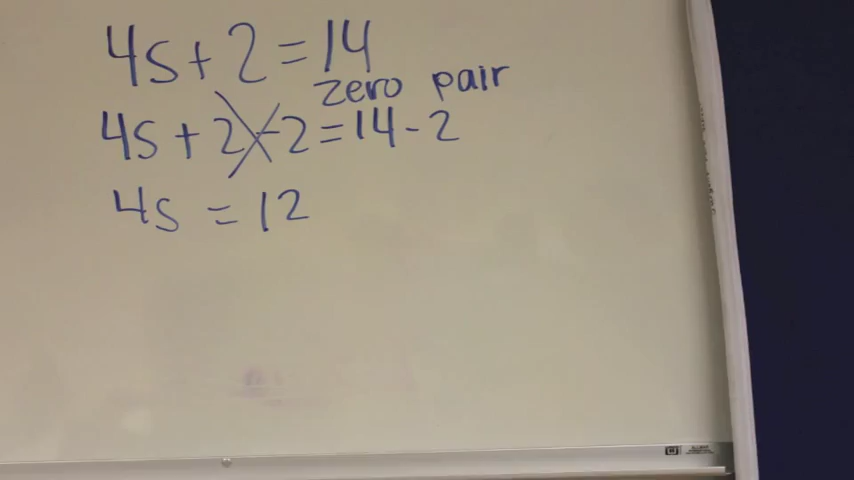 4s + 2 = 14
zero pair
4s + 2 - 2 = 14 - 2
4s = 12